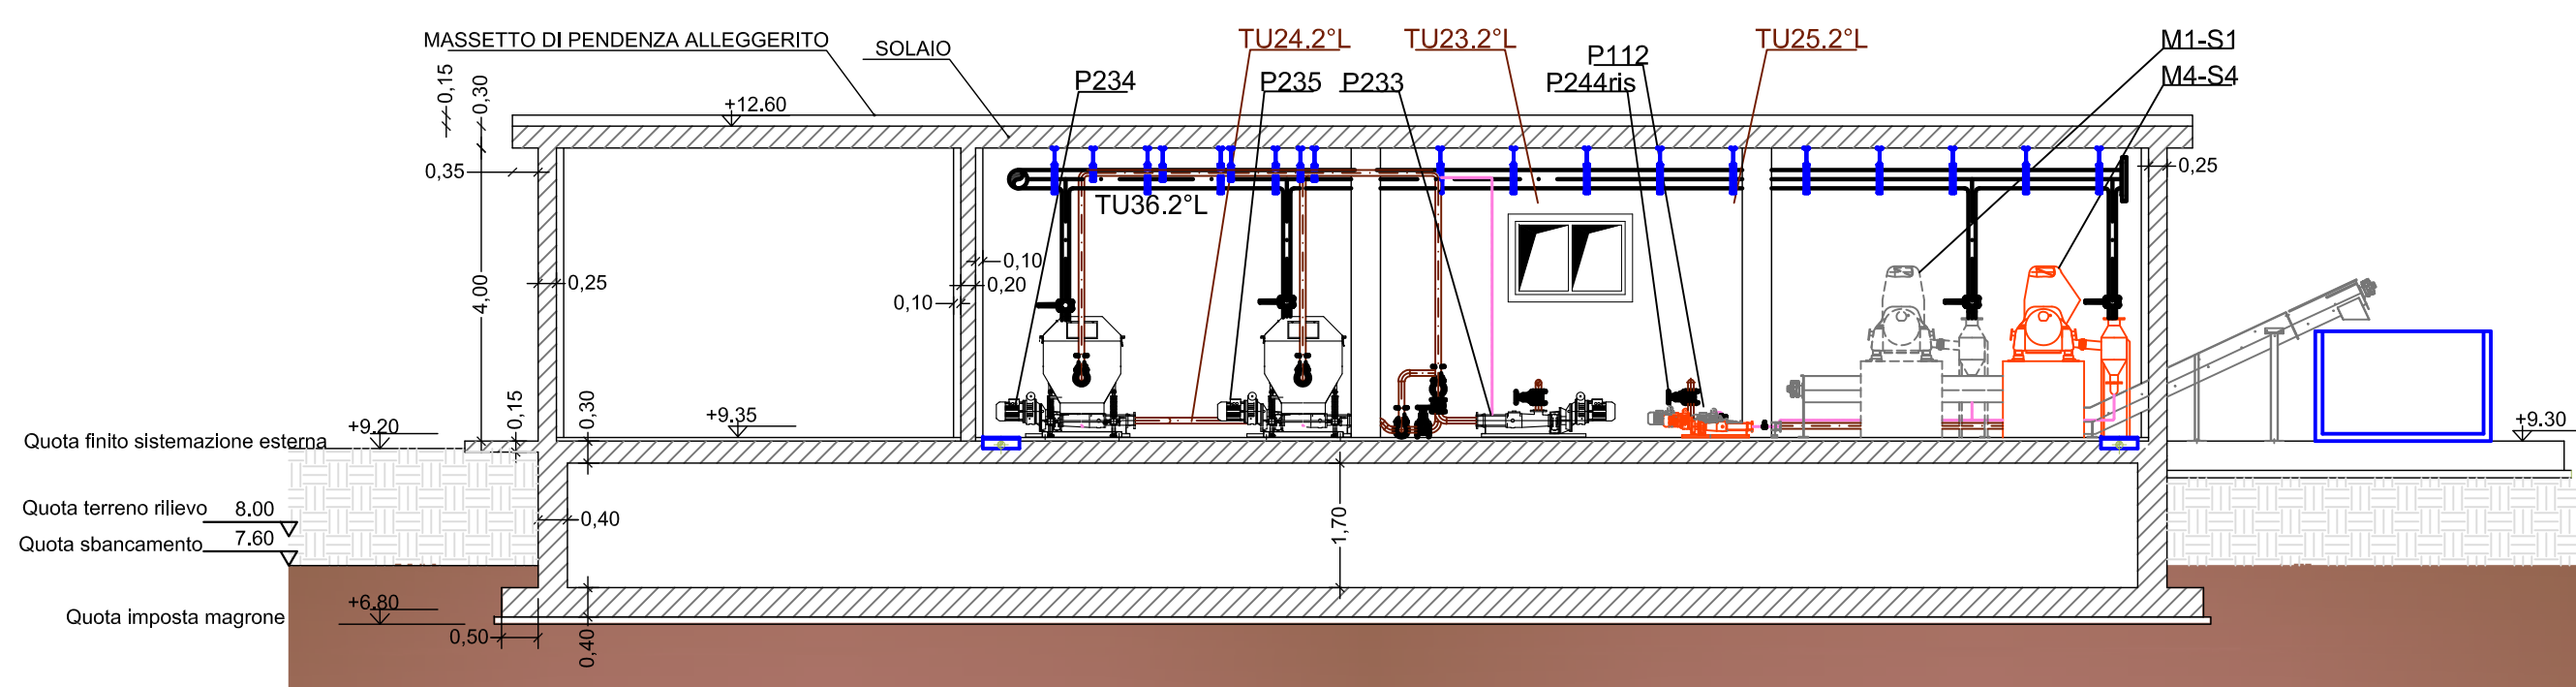 MASSETTO DI PENDENZA ALLEGGERITO
SOLAIO
TU24.2°L
TU23.2°L
P112
TU25.2°L
M1-S1
M4-S4
P234
P235
P233
P244ris
0,15
0,30
+12.60
0,35
0,25
TU36.2°L
4,00
0,25
0,10
0,20
0,10
0,15
0,30
+9.35
+9.20
Quota finito sistemazione esterna
+9.30
Quota terreno rilievo 8.00
Quota sbancamento 7.60
0,40
1,70
Quota imposta magrone
+6.80
0,50
0,40